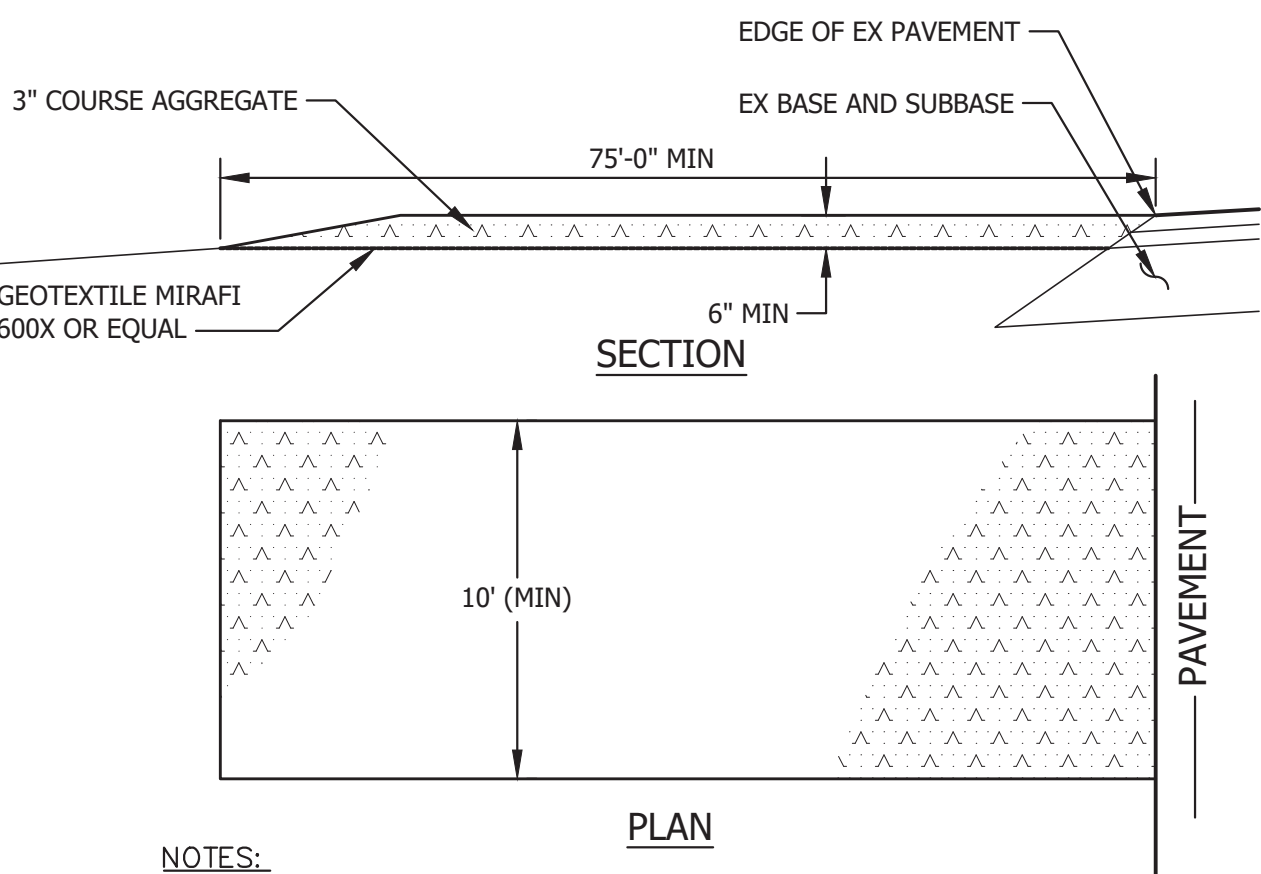 EDGE OF EX PAVEMENT
3" COURSE AGGREGATE
EX BASE AND SUBBASE
75'-0" MIN
GEOTEXTILE MIRAFI
600X OR EQUAL
6" MIN
SECTION
10' (MIN)
PAVEMENT
PLAN
NOTES: